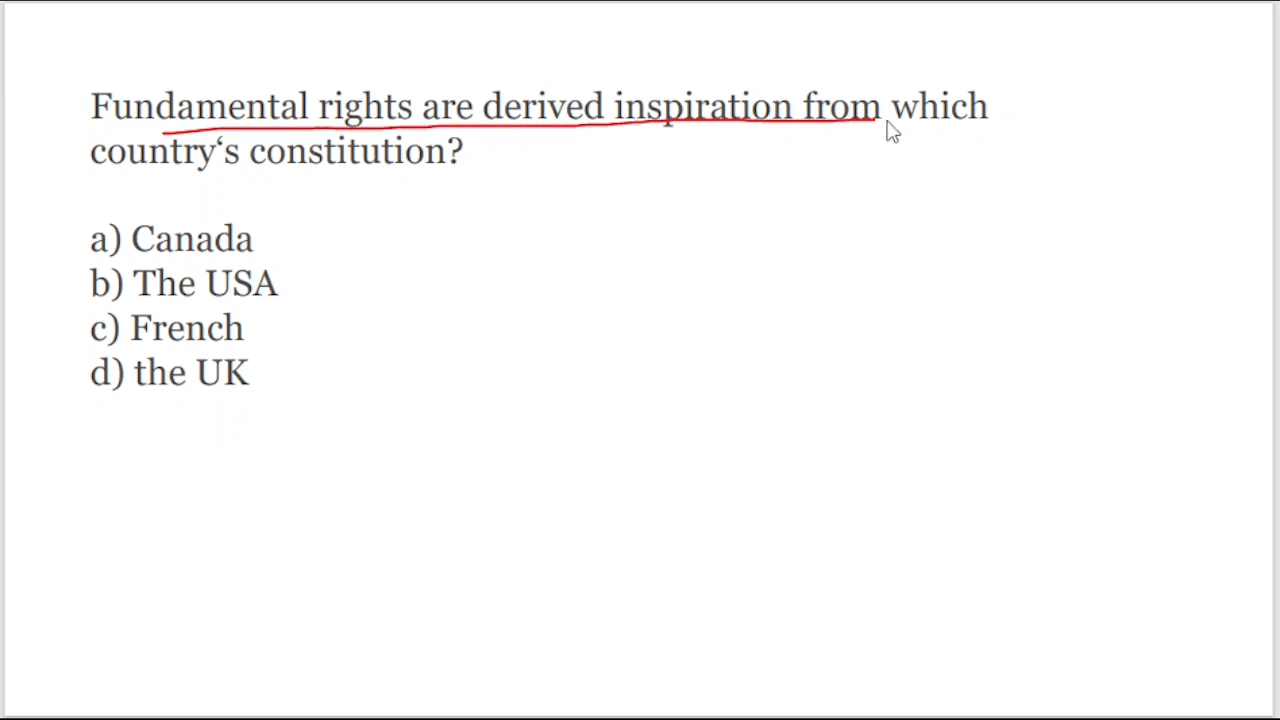 Fundamental rights are derived inspiration from which
country‘s constitution?
a) Canada
b) The USA
c) French
d) the UK